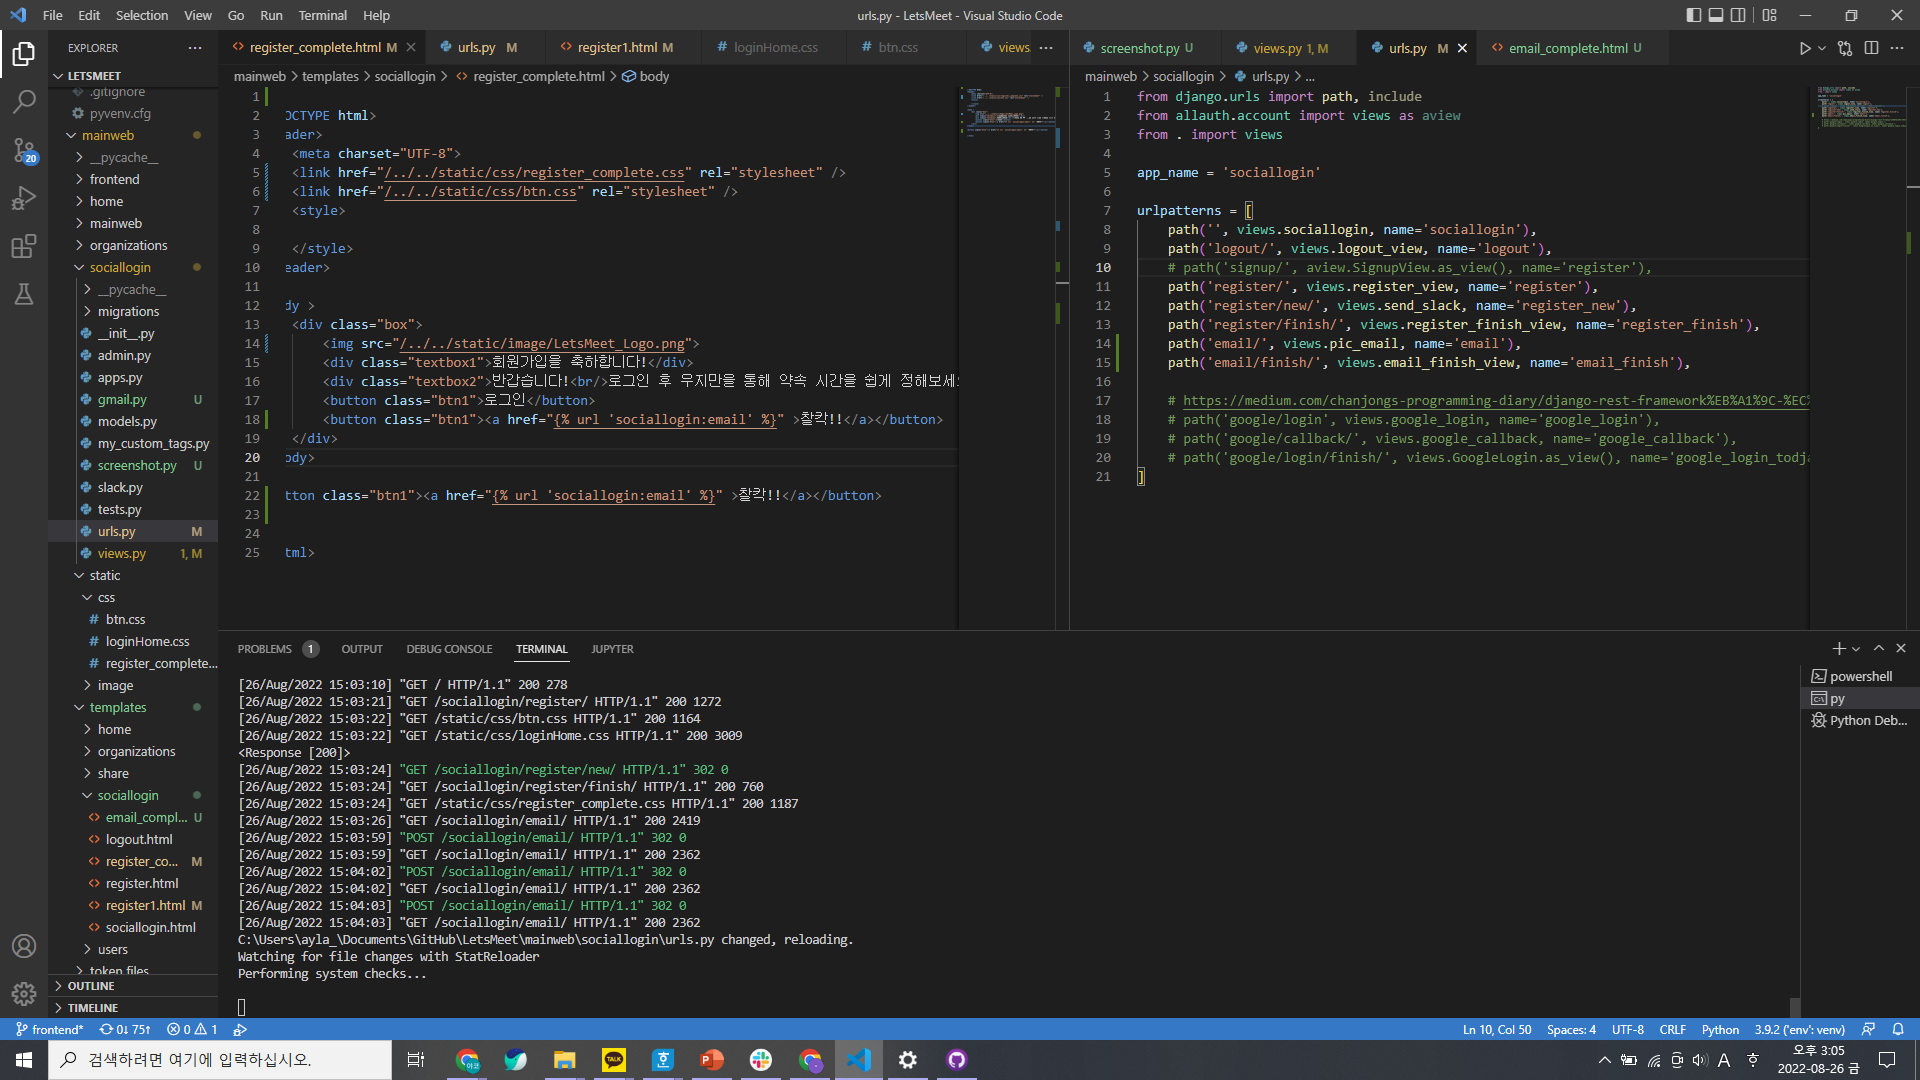 File Edit Selection View Go Run Terminal Help
urls.py - LetsMeet - Visual Studio Code
EXPLORER
LETSMEET
.gitignore
pyvenv.cfg
mainweb
__pycache__
frontend
home
mainweb
organizations
sociallogin
__pycache__
migrations
__init__.py
admin.py
apps.py
gmail.py U
models.py
my_custom_tags.py
screenshot.py U
slack.py
tests.py
urls.py M
views.py 1, M
static
css
btn.css
loginHome.css
register_complete...
image
templates
home
organizations
share
sociallogin
email_compl... U
logout.html
register_co... M
register.html
register1.html M
sociallogin.html
users
token files
OUTLINE
TIMELINE
20
register_complete.html M
urls.py M
register1.html M
loginHome.css
btn.css
views
mainweb > templates > sociallogin > register_complete.html > body
1
2 OCTYPE html>
3 ader>
4 <meta charset="UTF-8">
5 <link href="/../../static/css/register_complete.css" rel="stylesheet" />
6 <link href="/../../static/css/btn.css" rel="stylesheet" />
7 <style>
8
9 </style>
10 eader>
11
12 dy >
13 <div class="box">
14 <img src="/../../static/image/LetsMeet_Logo.png">
15 <div class="textbox1">회원가입을 축하합니다!</div>
16 <div class="textbox2">반갑습니다!<br/>로그인 후 우지만을 통해 약속 시간을 쉽게 정해보세
17 <button class="btn1">로그인</button>
18 <button class="btn1"><a href="{% url 'sociallogin:email' %}" >찰칵!!</a></button>
19 </div>
20 ody>
21
22 tton class="btn1"><a href="{% url 'sociallogin:email' %}" >찰칵!!</a></button>
23
24
25 tml>
screenshot.py U
views.py 1, M
urls.py M
email_complete.html U
mainweb > sociallogin > urls.py > ...
1 from django.urls import path, include
2 from allauth.account import views as aview
3 from . import views
4
5 app_name = 'sociallogin'
6
7 urlpatterns = [
8 path('', views.sociallogin, name='sociallogin'),
9 path('logout/', views.logout_view, name='logout'),
10 # path('signup/', aview.SignupView.as_view(), name='register'),
11 path('register/', views.register_view, name='register'),
12 path('register/new/', views.send_slack, name='register_new'),
13 path('register/finish/', views.register_finish_view, name='register_finish'),
14 path('email/', views.pic_email, name='email'),
15 path('email/finish/', views.email_finish_view, name='email_finish'),
16
17 # https://medium.com/chanjongs-programming-diary/django-rest-framework%EB%A1%9C-%EC%
18 # path('google/login', views.google_login, name='google_login'),
19 # path('google/callback/', views.google_callback, name='google_callback'),
20 # path('google/login/finish/', views.GoogleLogin.as_view(), name='google_login_todja
21 ]
PROBLEMS 1 OUTPUT DEBUG CONSOLE TERMINAL JUPYTER
[26/Aug/2022 15:03:10] "GET / HTTP/1.1" 200 278
[26/Aug/2022 15:03:21] "GET /sociallogin/register/ HTTP/1.1" 200 1272
[26/Aug/2022 15:03:22] "GET /static/css/btn.css HTTP/1.1" 200 1164
[26/Aug/2022 15:03:22] "GET /static/css/loginHome.css HTTP/1.1" 200 3009
<Response [200]>
[26/Aug/2022 15:03:24] "GET /sociallogin/register/new/ HTTP/1.1" 302 0
[26/Aug/2022 15:03:24] "GET /sociallogin/register/finish/ HTTP/1.1" 200 760
[26/Aug/2022 15:03:24] "GET /static/css/register_complete.css HTTP/1.1" 200 1187
[26/Aug/2022 15:03:26] "GET /sociallogin/email/ HTTP/1.1" 200 2419
[26/Aug/2022 15:03:59] "POST /sociallogin/email/ HTTP/1.1" 302 0
[26/Aug/2022 15:03:59] "GET /sociallogin/email/ HTTP/1.1" 200 2362
[26/Aug/2022 15:04:02] "POST /sociallogin/email/ HTTP/1.1" 302 0
[26/Aug/2022 15:04:02] "GET /sociallogin/email/ HTTP/1.1" 200 2362
[26/Aug/2022 15:04:03] "POST /sociallogin/email/ HTTP/1.1" 302 0
[26/Aug/2022 15:04:03] "GET /sociallogin/email/ HTTP/1.1" 200 2362
C:\Users\ayla_\Documents\GitHub\LetsMeet\mainweb\sociallogin\urls.py changed, reloading.
Watching for file changes with StatReloader
Performing system checks...
powershell
py
Python Deb...
frontend* 0↓ 75↑ 0 1
Ln 10, Col 50 Spaces: 4 UTF-8 CRLF Python 3.9.2 ('env': venv)
검색하려면 여기에 입력하십시오.
TALK
A
오후 3:05
2022-08-26 금